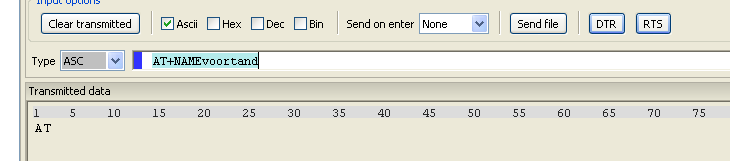 Input options
Clear transmitted Ascii Hex Dec Bin Send on enter None Send file DTR RTS
Type ASC AT+NAMEvoortand
Transmitted data
1 5 10 15 20 25 30 35 40 45 50 55 60 65 70 75
AT